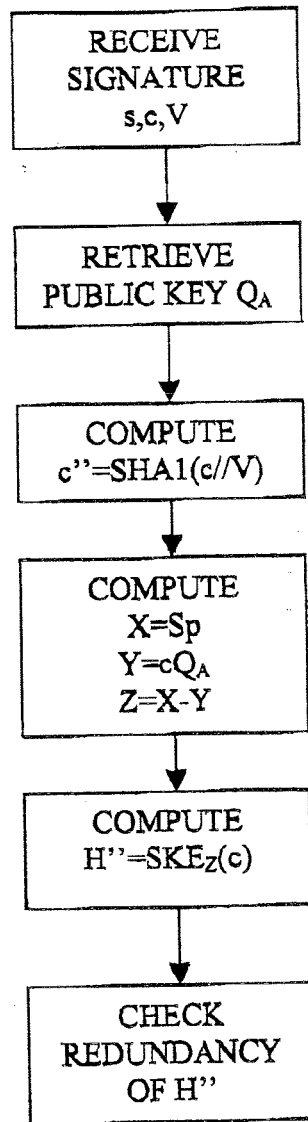 RECEIVE
SIGNATURE
s,c,V
RETRIEVE
PUBLIC KEY QA
COMPUTE
c’’=SHA1(c//V)
COMPUTE
X=Sp
Y=cQA
Z=X-Y
COMPUTE
H’’=SKEZ(c)
CHECK
REDUNDANCY
OF H’’